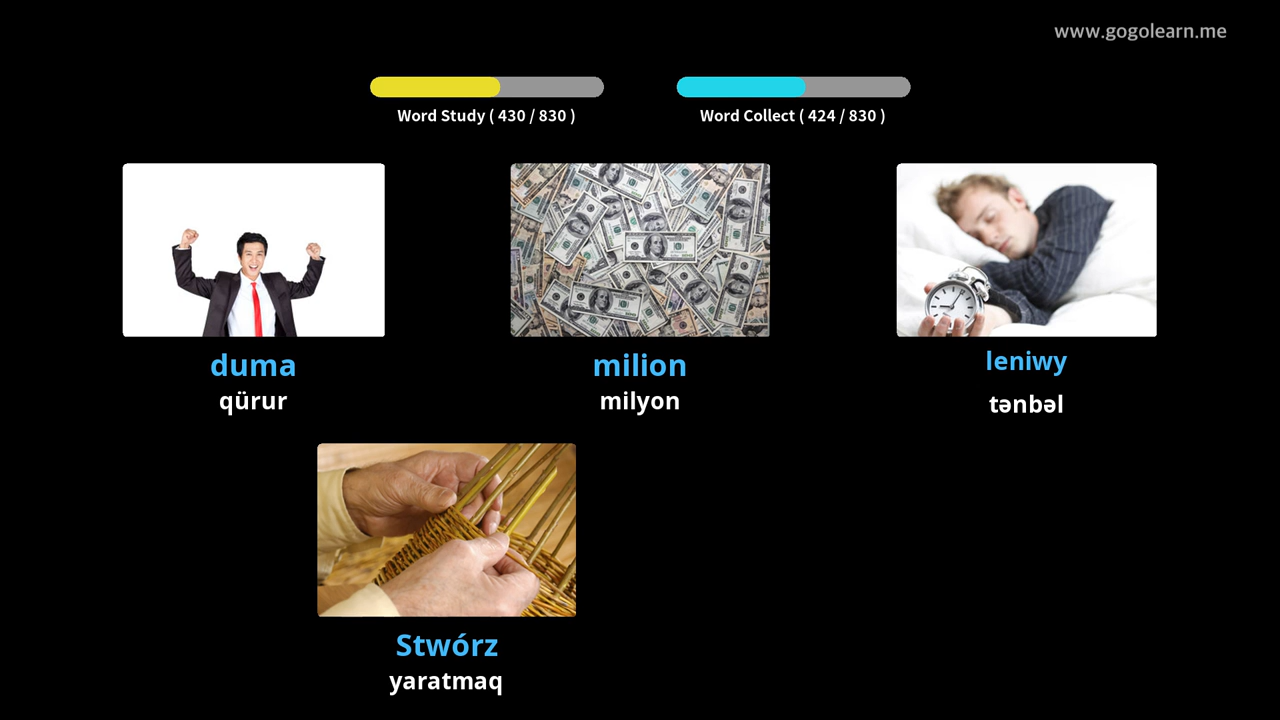 www.gogolearn.me
Word Study ( 430 / 830 )
Word Collect ( 424 / 830 )
duma
qürur
milion
milyon
leniwy
tənbəl
Stwórz
yaratmaq